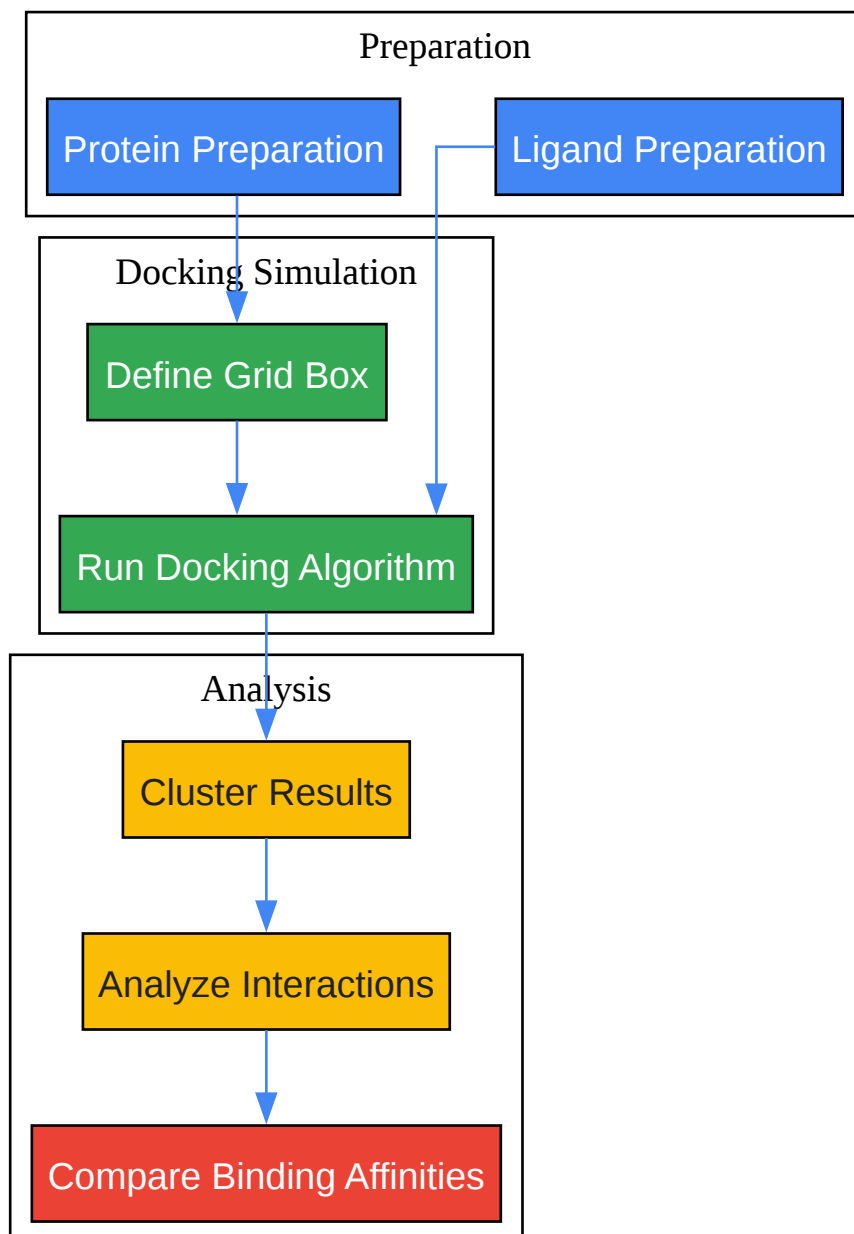 Preparation
Protein Preparation
Ligand Preparation
Docking Simulation
Define Grid Box
Run Docking Algorithm
Analysis
Cluster Results
Analyze Interactions
Compare Binding Affinities